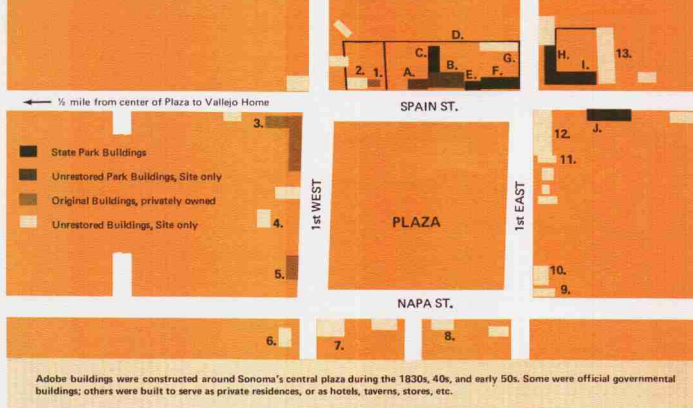 D.
C.
B.
G.
H.
13.
2.
1.
A.
E.
F.
I.
← ½ mile from center of Plaza to Vallejo Home
SPAIN ST.
3.
J.
12.
State Park Buildings
11.
Unrestored Park Buildings, Site only
Original Buildings, privately owned
Unrestored Buildings, Site only
4.
1st WEST
PLAZA
1st EAST
5.
10.
9.
NAPA ST.
6.
7.
8.
Adobe buildings were constructed around Sonoma's central plaza during the 1830s, 40s, and early 50s. Some were official governmental
buildings; others were built to serve as private residences, or as hotels, taverns, stores, etc.